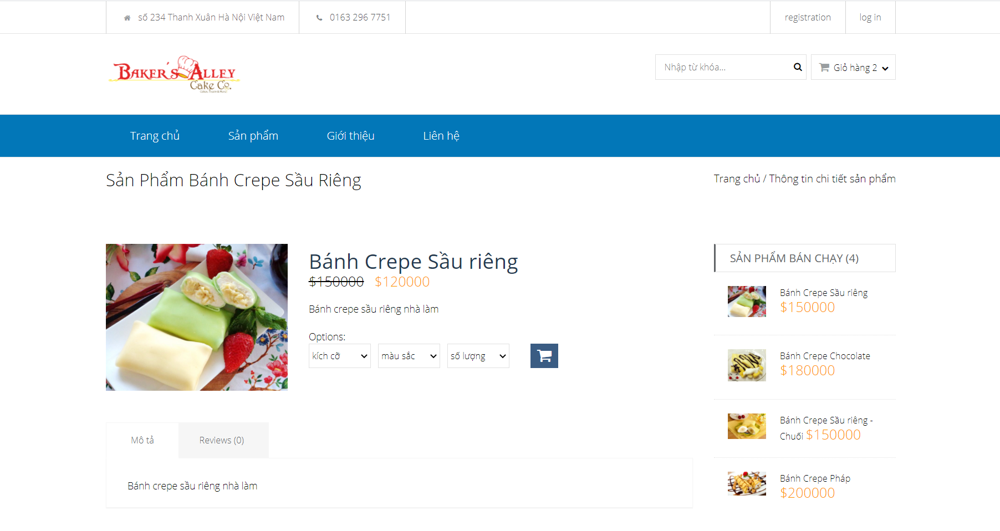 số 234 Thanh Xuân Hà Nội Việt Nam
0163 296 7751
registration
log in
BAKER'S ALLEY
Cake Co.
Nhập từ khóa...
Giỏ hàng 2
Trang chủ
Sản phẩm
Giới thiệu
Liên hệ
Sản Phẩm Bánh Crepe Sầu Riêng
Trang chủ / Thông tin chi tiết sản phẩm
Bánh Crepe Sầu riêng
$150000 $120000
Bánh crepe sầu riêng nhà làm
Options:
kích cỡ
màu sắc
số lượng
Mô tả
Reviews (0)
Bánh crepe sầu riêng nhà làm
SẢN PHẨM BÁN CHẠY (4)
Bánh Crepe Sầu riêng
$150000
Bánh Crepe Chocolate
$180000
Bánh Crepe Sầu riêng -
Chuối $150000
Bánh Crepe Pháp
$200000